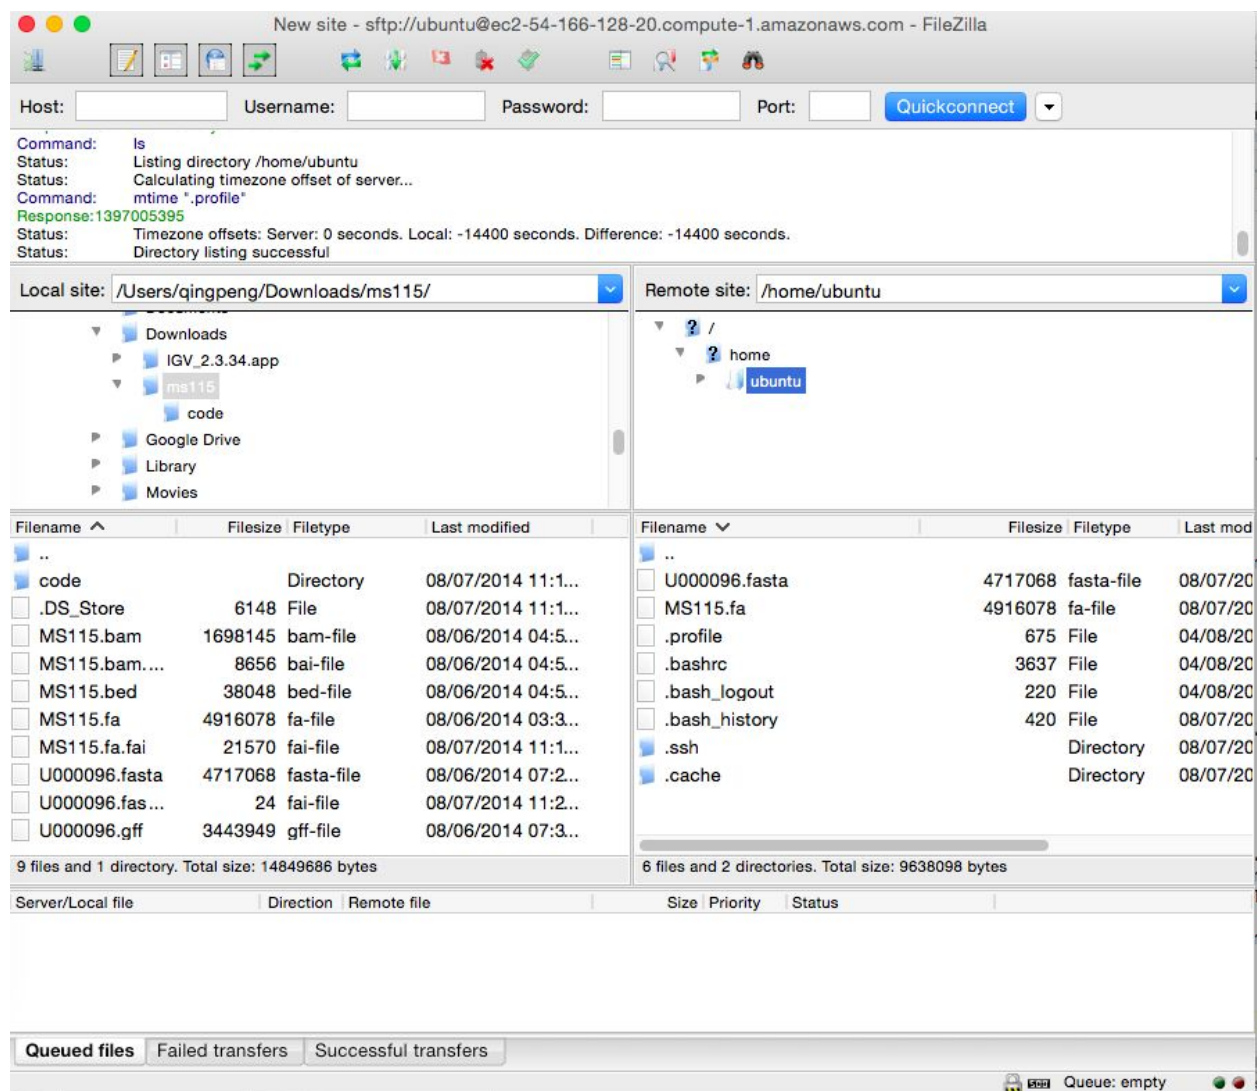 New site - sftp://ubuntu@ec2-54-166-128-20.compute-1.amazonaws.com - FileZilla
Host: Username: Password: Port: Quickconnect
Command: ls
Status: Listing directory /home/ubuntu
Status: Calculating timezone offset of server...
Command: mtime ".profile"
Response:1397005395
Status: Timezone offsets: Server: 0 seconds. Local: -14400 seconds. Difference: -14400 seconds.
Status: Directory listing successful
Local site: /Users/qingpeng/Downloads/ms115/
Downloads
IGV_2.3.34.app
ms115
code
Google Drive
Library
Movies
Remote site: /home/ubuntu
? /
? home
ubuntu
Filename Filesize Filetype Last modified
..
code Directory 08/07/2014 11:1...
.DS_Store 6148 File 08/07/2014 11:1...
MS115.bam 1698145 bam-file 08/06/2014 04:5...
MS115.bam.... 8656 bai-file 08/06/2014 04:5...
MS115.bed 38048 bed-file 08/06/2014 04:5...
MS115.fa 4916078 fa-file 08/06/2014 03:3...
MS115.fa.fai 21570 fai-file 08/07/2014 11:1...
U000096.fasta 4717068 fasta-file 08/06/2014 07:2...
U000096.fas... 24 fai-file 08/07/2014 11:2...
U000096.gff 3443949 gff-file 08/06/2014 07:3...
9 files and 1 directory. Total size: 14849686 bytes
Filename Filesize Filetype Last mod
..
U000096.fasta 4717068 fasta-file 08/07/20
MS115.fa 4916078 fa-file 08/07/20
.profile 675 File 04/08/20
.bashrc 3637 File 04/08/20
.bash_logout 220 File 04/08/20
.bash_history 420 File 08/07/20
.ssh Directory 08/07/20
.cache Directory 08/07/20
6 files and 2 directories. Total size: 9638098 bytes
Server/Local file Direction Remote file Size Priority Status
Queued files Failed transfers Successful transfers
Queue: empty